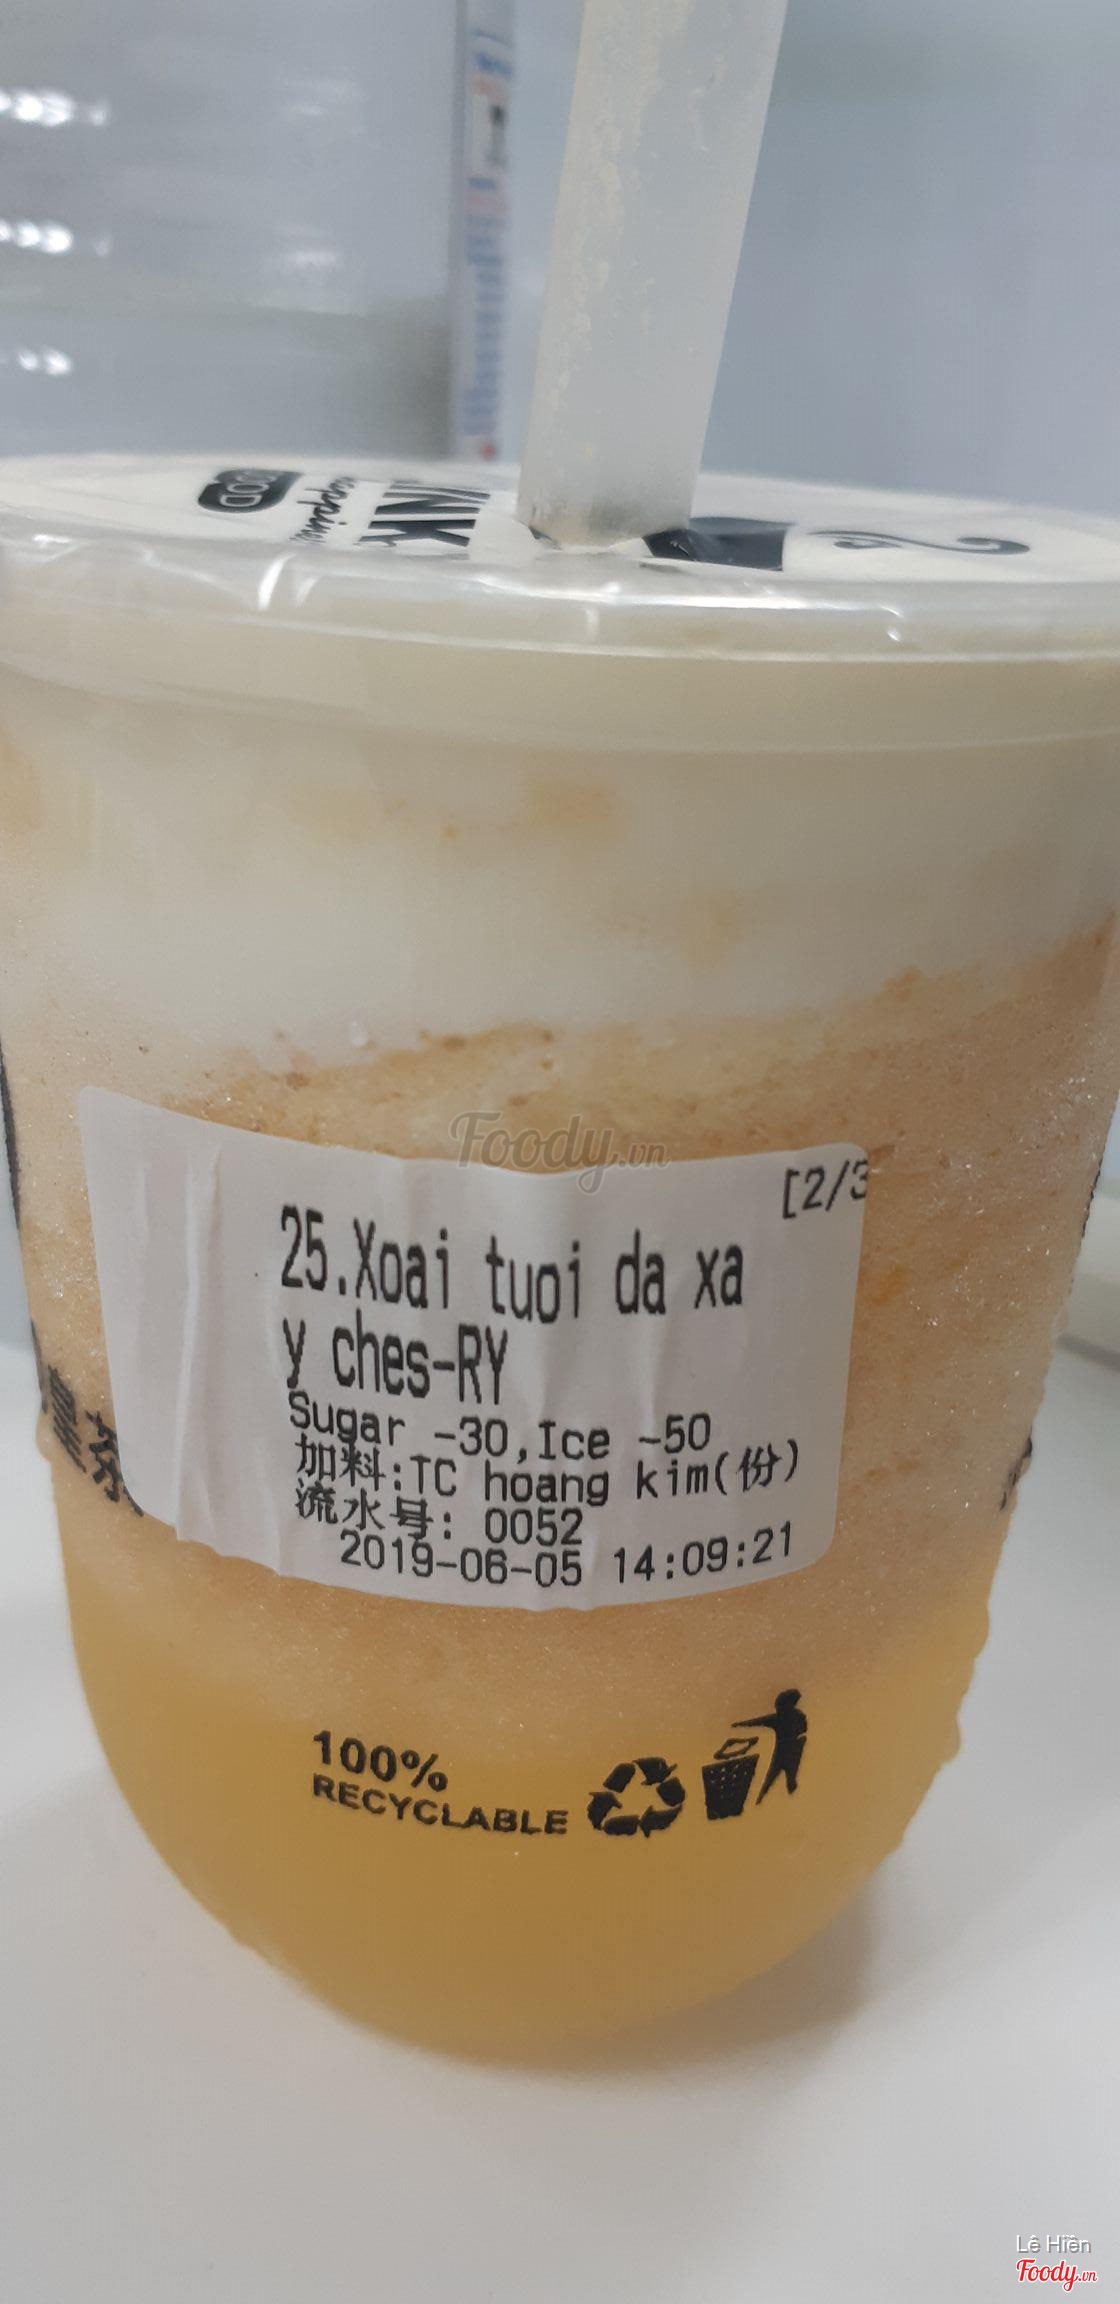 Foody.vn
[2/3
25.Xoai tuoi da xa
y ches-RY
Sugar -30,Ice -50
加料:TC hoang kim(份)
流水号: 0052
2019-06-05 14:09:21
100%
RECYCLABLE
Lê Hiền
Foody.vn